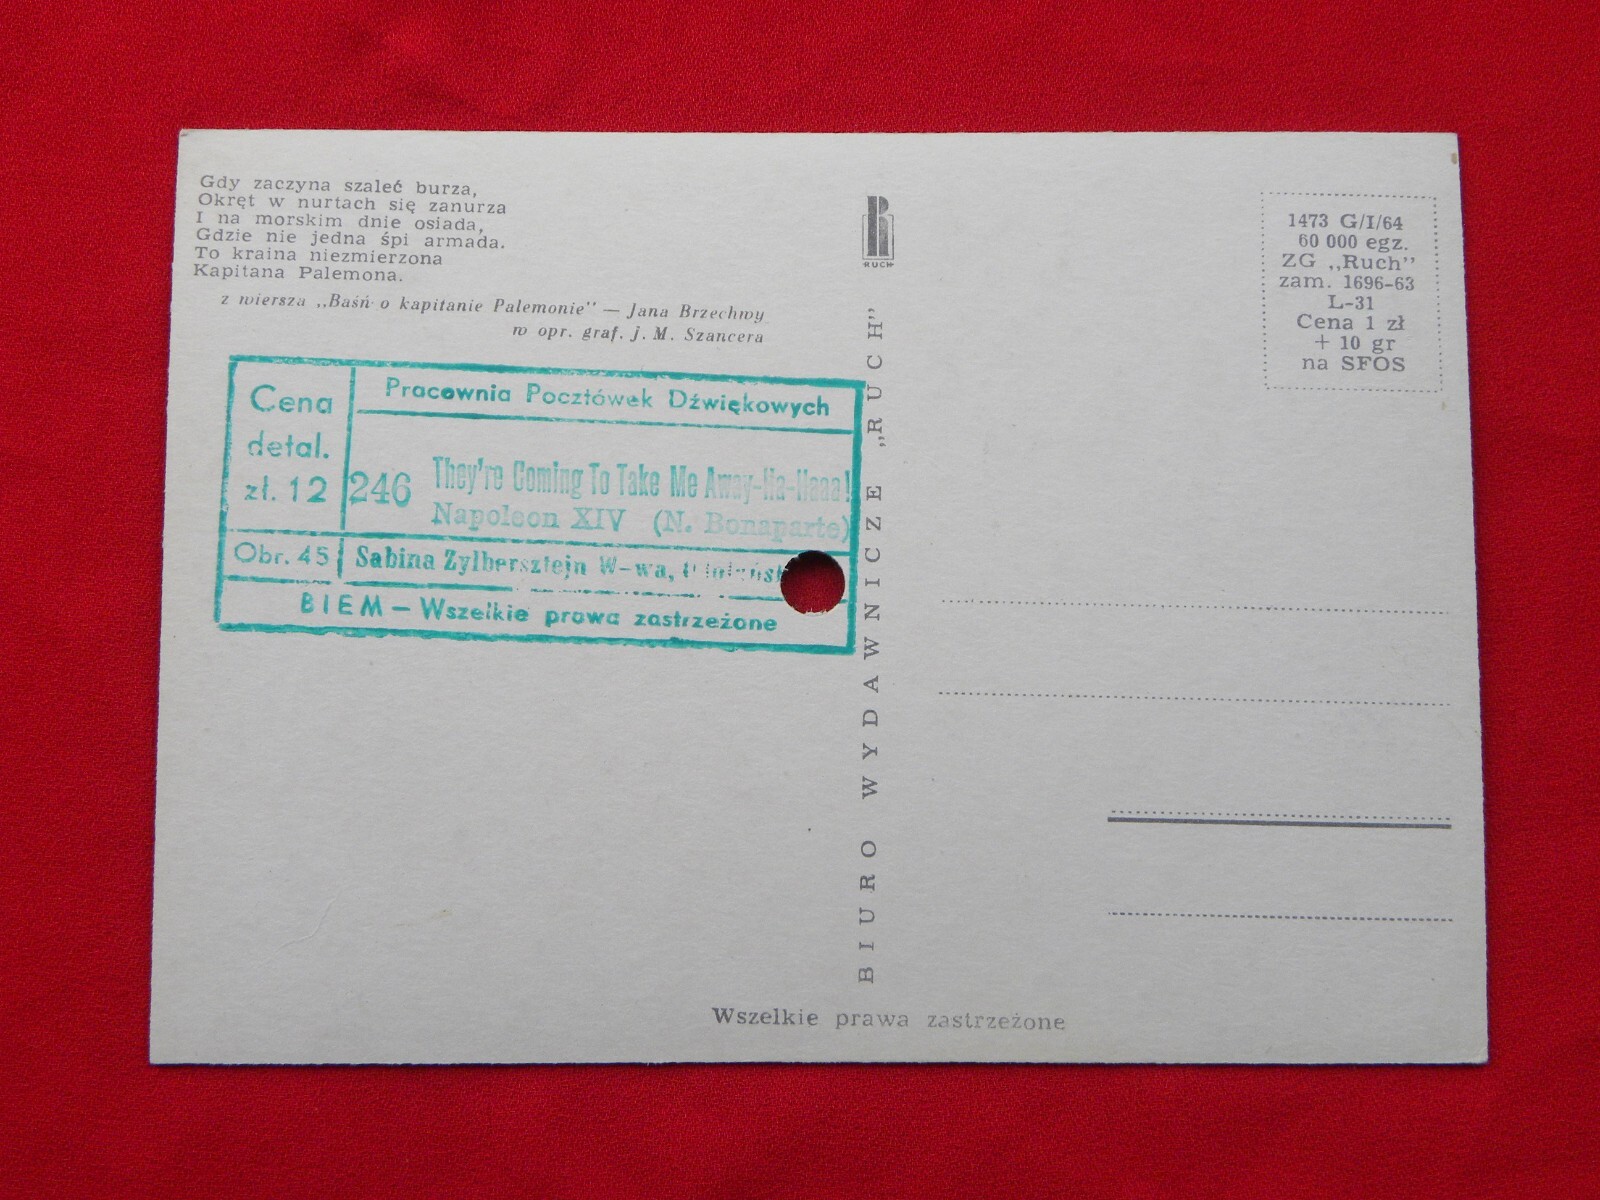 Gdy zaczyna szaleć burza,
Okręt w nurtach się zanurza
I na morskim dnie osiada,
Gdzie nie jedna śpi armada.
To kraina niezmierzona
Kapitana Palemona.
z wiersza „Baśń o kapitanie Palemonie” — Jana Brzechwy
w opr. graf. J. M. Szancera
Cena
detal.
zł. 12
Pracownia Pocztówek Dźwiękowych
246
They're Coming To Take Me Away-Ha-Haaa!
Napoleon XIV (N. Bonaparte)
Obr. 45
Sabina Zylbersztejn W-wa,
BIEM — Wszelkie prawa zastrzeżone
RUCH
BIURO WYDAWNICZE „RUCH”
1473 G/I/64
60 000 egz.
ZG „Ruch”
zam. 1696-63
L-31
Cena 1 zł
+ 10 gr
na SFOS
Wszelkie prawa zastrzeżone